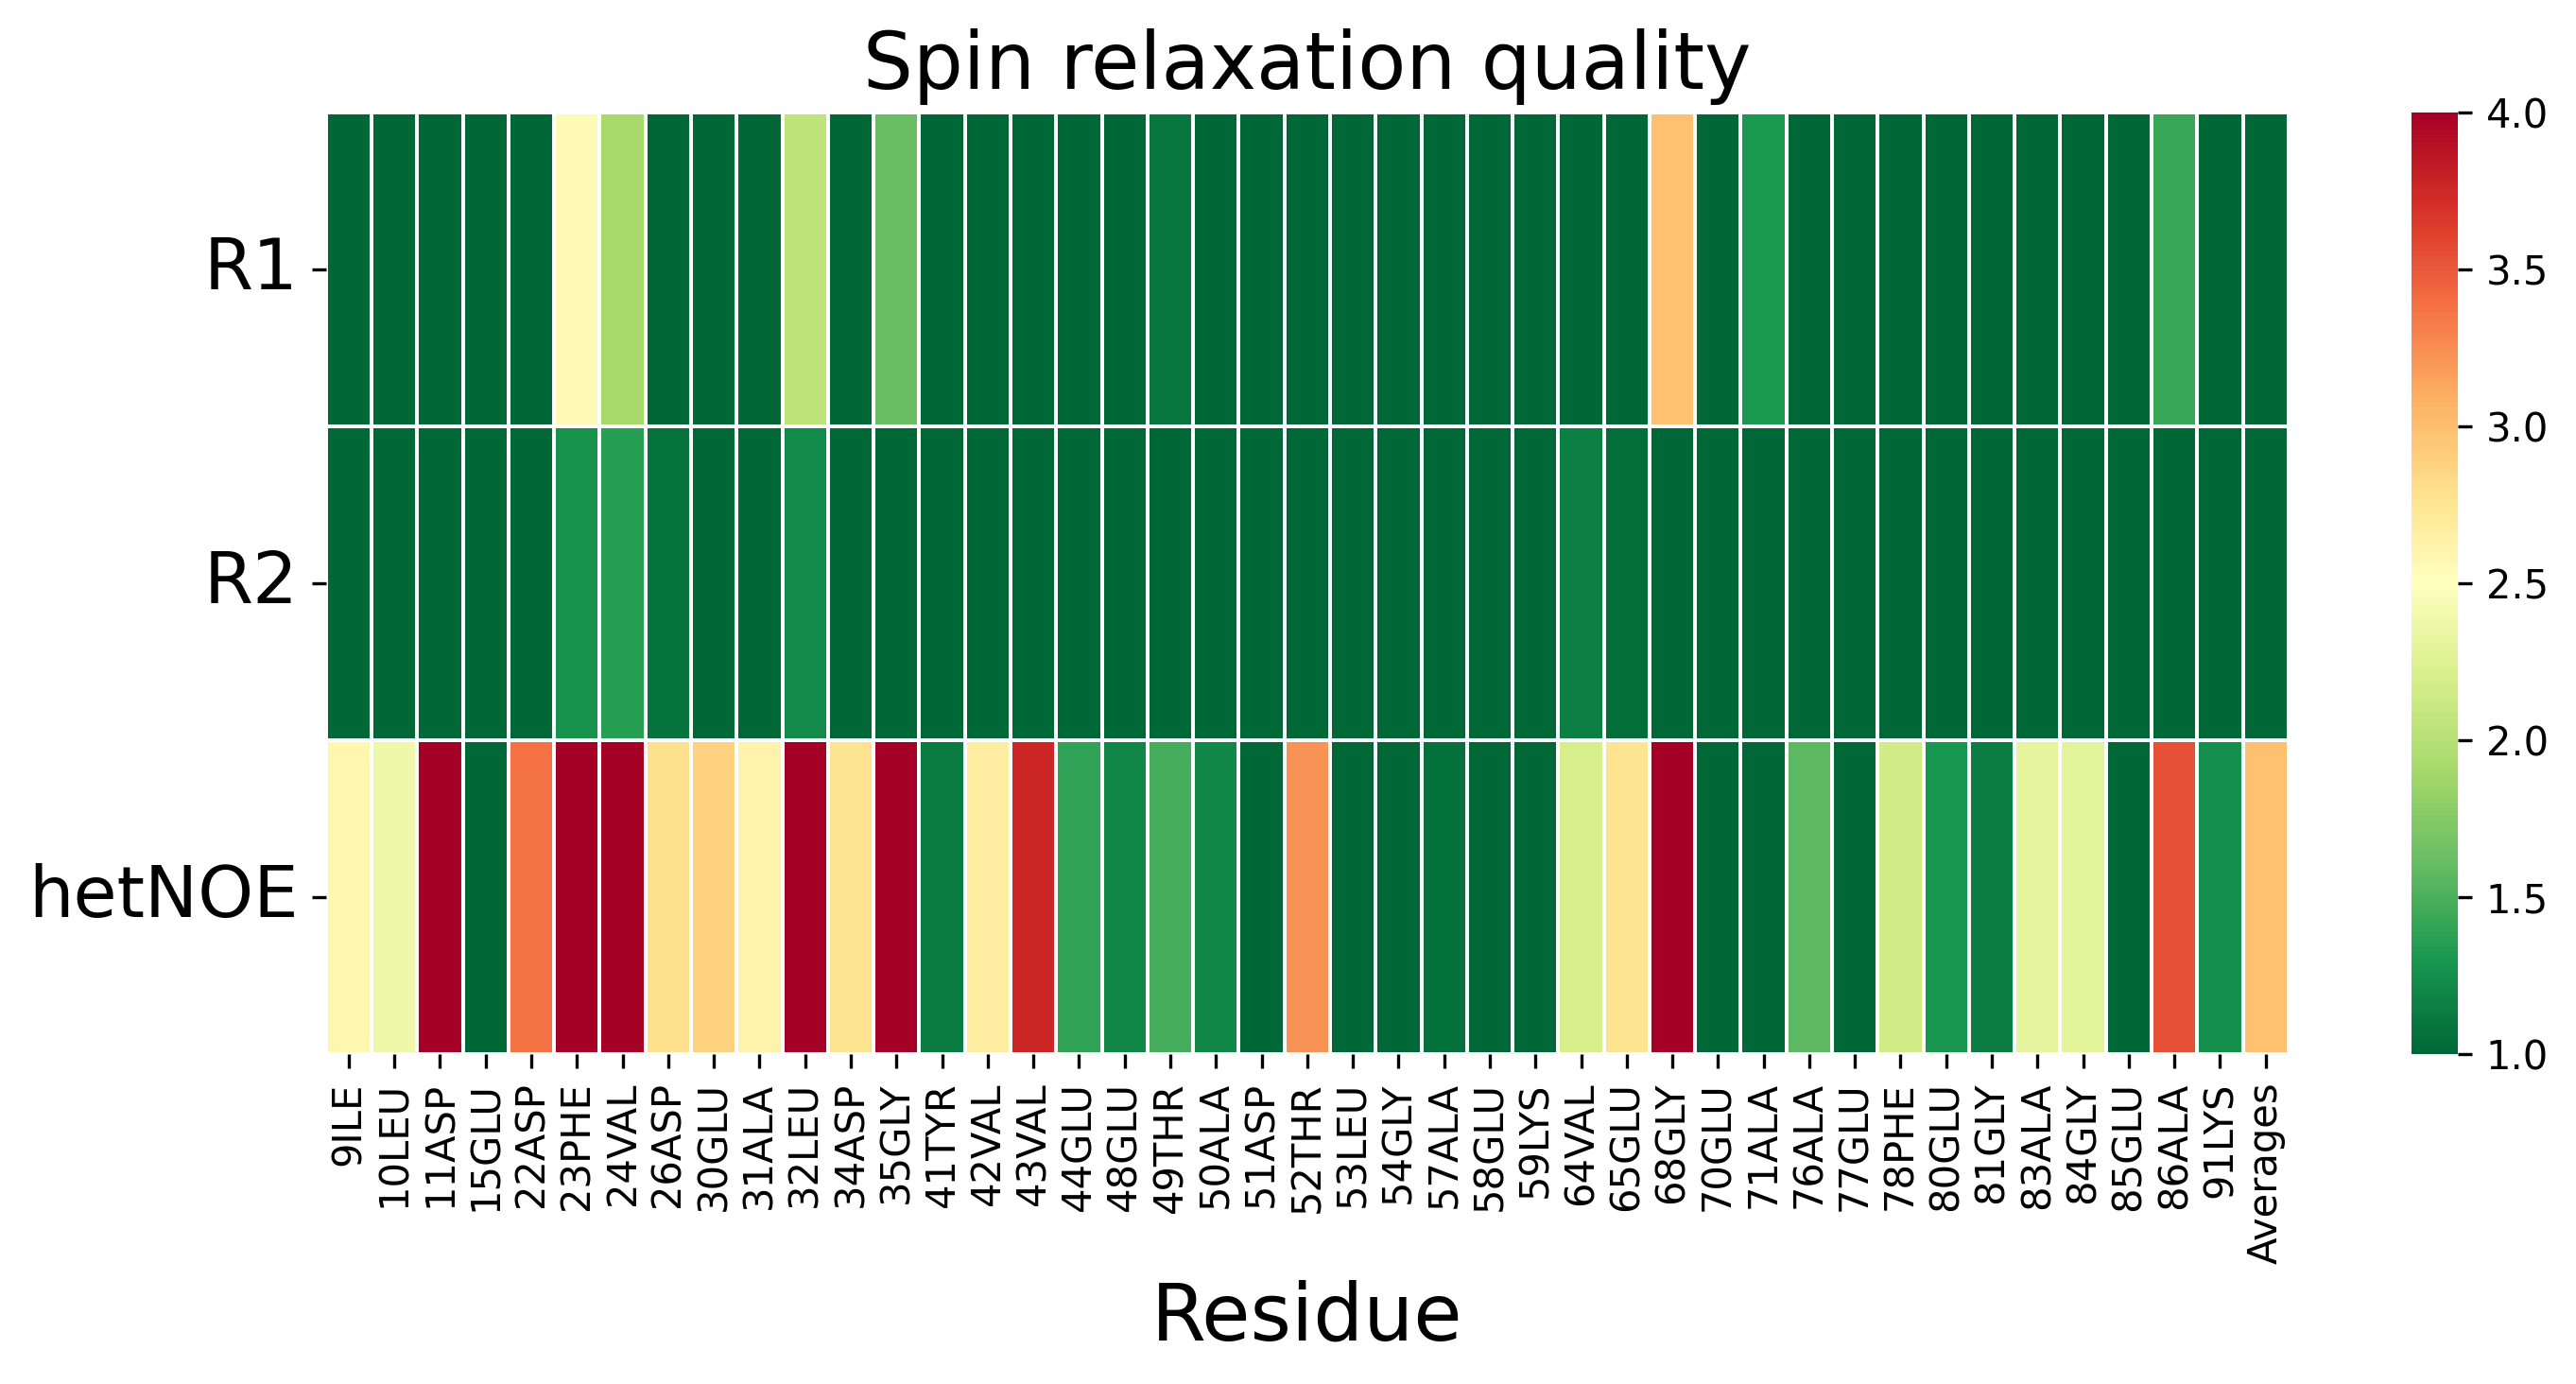 Spin relaxation quality
R1
R2
hetNOE
4.0
3.5
3.0
2.5
2.0
1.5
1.0
9ILE
10LEU
11ASP
15GLU
22ASP
23PHE
24VAL
26ASP
30GLU
31ALA
32LEU
34ASP
35GLY
41TYR
42VAL
43VAL
44GLU
48GLU
49THR
50ALA
51ASP
52THR
53LEU
54GLY
57ALA
58GLU
59LYS
64VAL
65GLU
68GLY
70GLU
71ALA
76ALA
77GLU
78PHE
80GLU
81GLY
83ALA
84GLY
85GLU
86ALA
91LYS
Averages
Residue